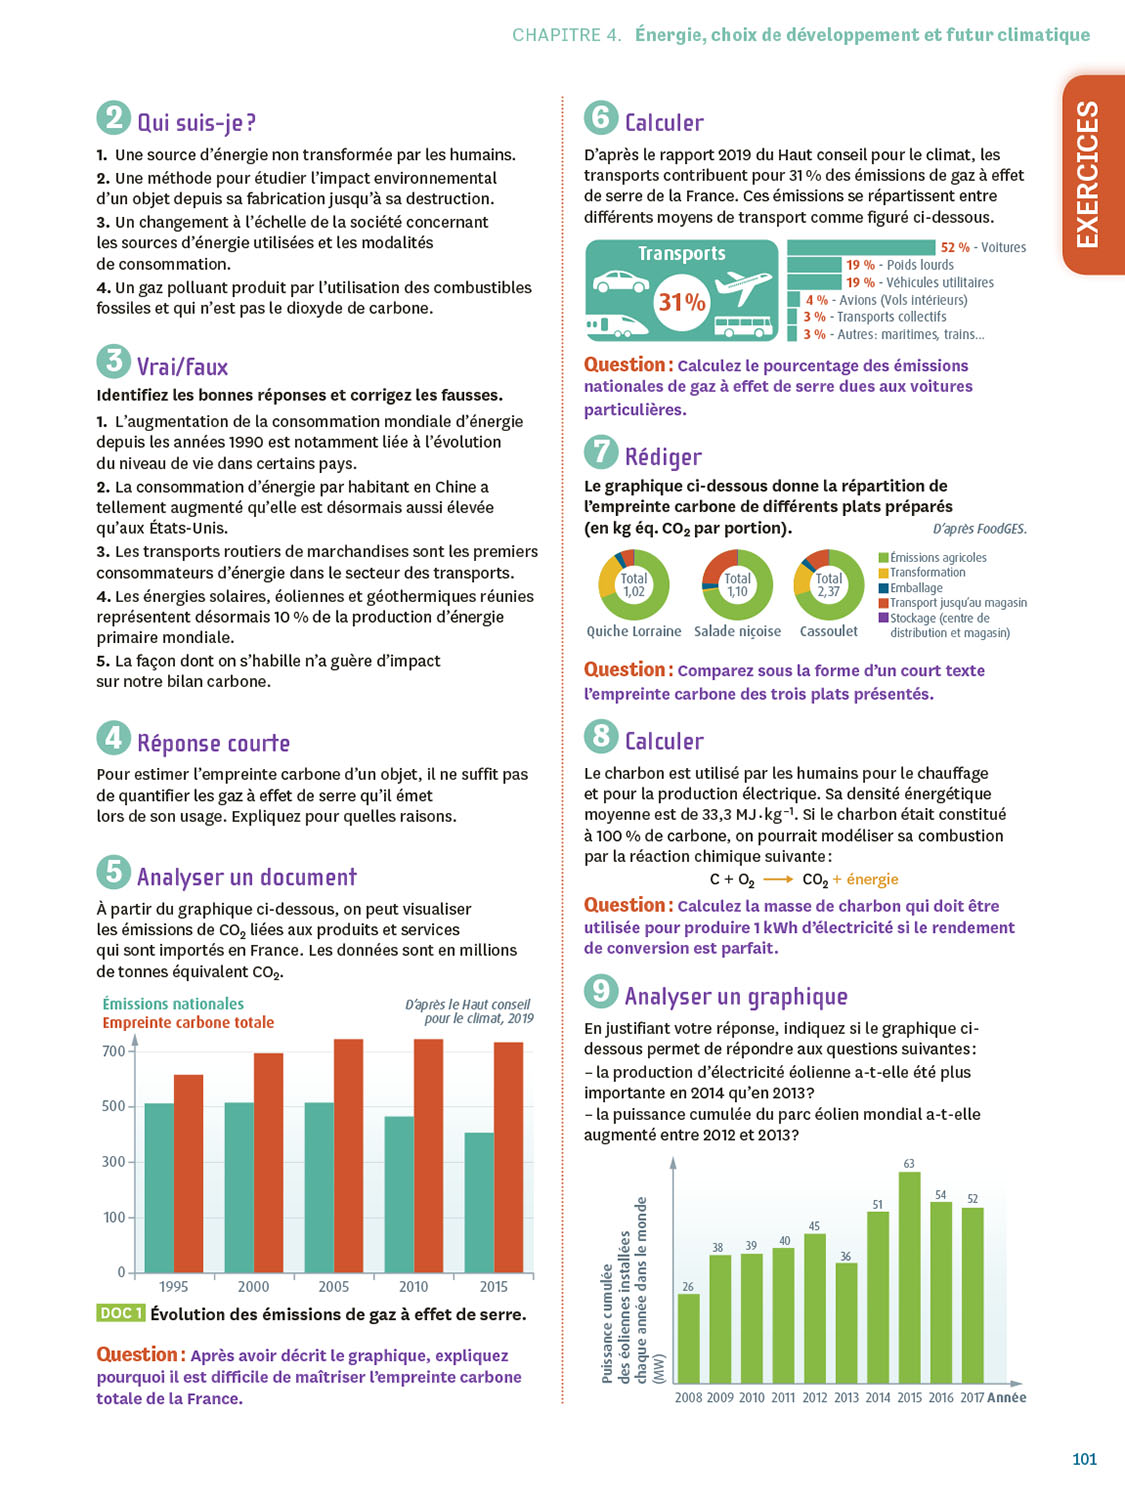 CHAPITRE 4. Énergie, choix de développement et futur climatique
EXERCICES
2 Qui suis-je ?
1. Une source d'énergie non transformée par les humains.
2. Une méthode pour étudier l'impact environnemental
d'un objet depuis sa fabrication jusqu'à sa destruction.
3. Un changement à l'échelle de la société concernant
les sources d'énergie utilisées et les modalités
de consommation.
4. Un gaz polluant produit par l'utilisation des combustibles
fossiles et qui n'est pas le dioxyde de carbone.
3 Vrai/faux
Identifiez les bonnes réponses et corrigez les fausses.
1. L'augmentation de la consommation mondiale d'énergie
depuis les années 1990 est notamment liée à l'évolution
du niveau de vie dans certains pays.
2. La consommation d'énergie par habitant en Chine a
tellement augmenté qu'elle est désormais aussi élevée
qu'aux États-Unis.
3. Les transports routiers de marchandises sont les premiers
consommateurs d'énergie dans le secteur des transports.
4. Les énergies solaires, éoliennes et géothermiques réunies
représentent désormais 10 % de la production d'énergie
primaire mondiale.
5. La façon dont on s'habille n'a guère d'impact
sur notre bilan carbone.
4 Réponse courte
Pour estimer l'empreinte carbone d'un objet, il ne suffit pas
de quantifier les gaz à effet de serre qu'il émet
lors de son usage. Expliquez pour quelles raisons.
5 Analyser un document
À partir du graphique ci-dessous, on peut visualiser
les émissions de CO₂ liées aux produits et services
qui sont importés en France. Les données sont en millions
de tonnes équivalent CO₂.
Émissions nationales
Empreinte carbone totale
D'après le Haut conseil
pour le climat, 2019
700
500
300
100
0
1995 2000 2005 2010 2015
DOC 1 Évolution des émissions de gaz à effet de serre.
Question : Après avoir décrit le graphique, expliquez
pourquoi il est difficile de maîtriser l'empreinte carbone
totale de la France.
6 Calculer
D'après le rapport 2019 du Haut conseil pour le climat, les
transports contribuent pour 31 % des émissions de gaz à effet
de serre de la France. Ces émissions se répartissent entre
différents moyens de transport comme figuré ci-dessous.
Transports
31%
52 % - Voitures
19 % - Poids lourds
19 % - Véhicules utilitaires
4 % - Avions (Vols intérieurs)
3 % - Transports collectifs
3 % - Autres : maritimes, trains...
Question : Calculez le pourcentage des émissions
nationales de gaz à effet de serre dues aux voitures
particulières.
7 Rédiger
Le graphique ci-dessous donne la répartition de
l'empreinte carbone de différents plats préparés
(en kg éq. CO₂ par portion). D'après FoodGES.
Total
1,02
Quiche Lorraine
Total
1,10
Salade niçoise
Total
2,37
Cassoulet
Émissions agricoles
Transformation
Emballage
Transport jusqu'au magasin
Stockage (centre de
distribution et magasin)
Question : Comparez sous la forme d'un court texte
l'empreinte carbone des trois plats présentés.
8 Calculer
Le charbon est utilisé par les humains pour le chauffage
et pour la production électrique. Sa densité énergétique
moyenne est de 33,3 MJ·kg⁻¹. Si le charbon était constitué
à 100 % de carbone, on pourrait modéliser sa combustion
par la réaction chimique suivante :
C + O₂ ⟶ CO₂ + énergie
Question : Calculez la masse de charbon qui doit être
utilisée pour produire 1 kWh d'électricité si le rendement
de conversion est parfait.
9 Analyser un graphique
En justifiant votre réponse, indiquez si le graphique ci-
dessous permet de répondre aux questions suivantes :
– la production d'électricité éolienne a-t-elle été plus
importante en 2014 qu'en 2013 ?
– la puissance cumulée du parc éolien mondial a-t-elle
augmenté entre 2012 et 2013 ?
Puissance cumulée
des éoliennes installées
chaque année dans le monde
(MW)
26 38 39 40 45 36 51 63 54 52
2008 2009 2010 2011 2012 2013 2014 2015 2016 2017 Année
101